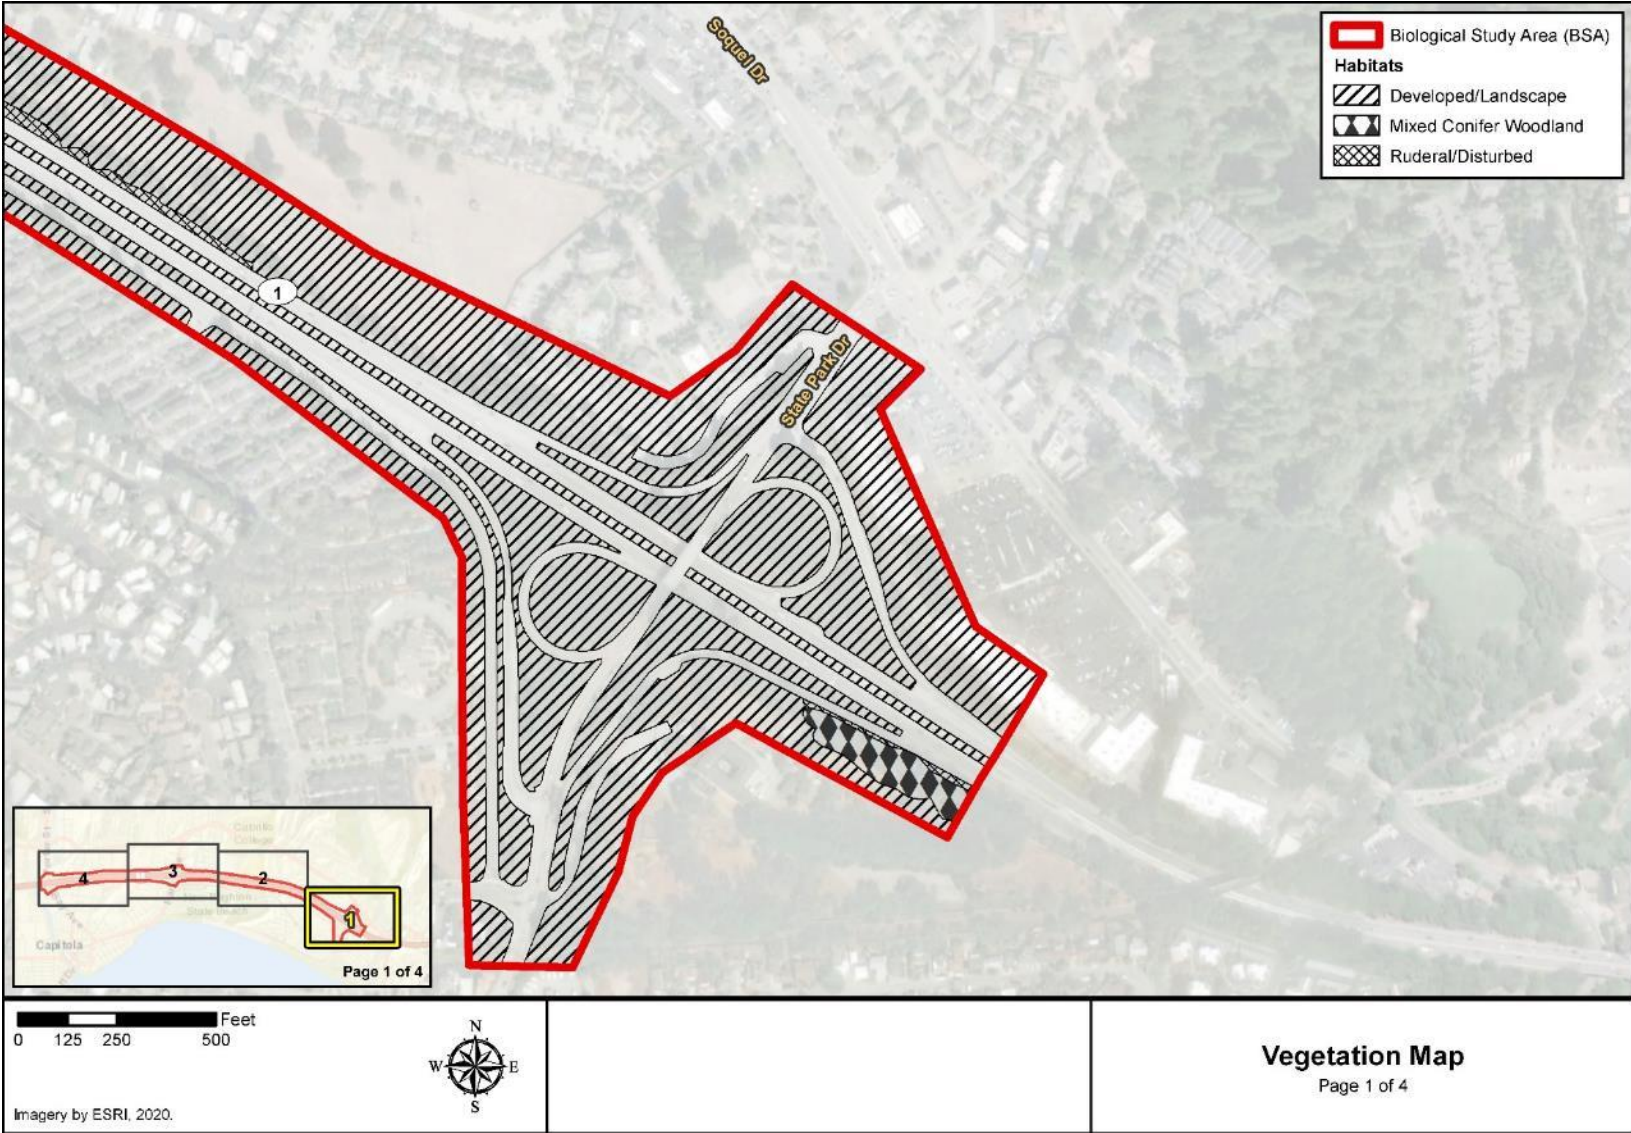 Soquel Dr
Biological Study Area (BSA)
Habitats
Developed/Landscape
Mixed Conifer Woodland
Ruderal/Disturbed
1
State Park Dr
Cabrillo
College
4
3
2
1
State Beach
Capitola
Page 1 of 4
Feet
0 125 250 500
N
W E
S
Imagery by ESRI, 2020.
Vegetation Map
Page 1 of 4